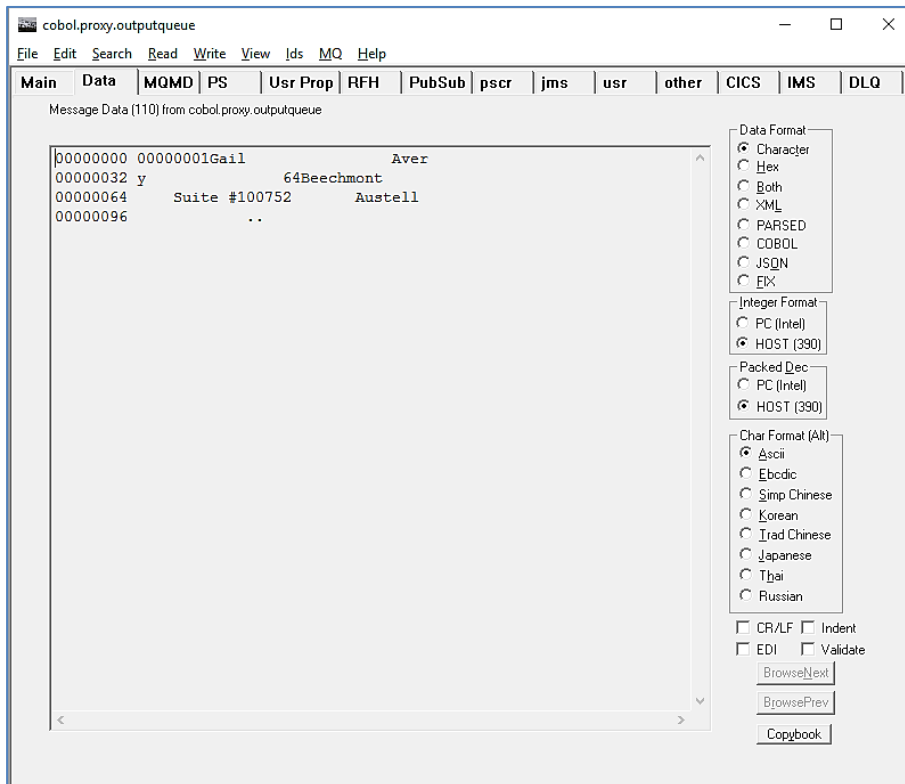 cobol.proxy.outputqueue
File Edit Search Read Write View Ids MQ Help
Main Data MQMD PS Usr Prop RFH PubSub pscr jms usr other CICS IMS DLQ
Message Data (110) from cobol.proxy.outputqueue
00000000 00000001Gail                Aver
00000032 y               64Beechmont
00000064     Suite #100752       Austell
00000096             ..
Data Format
Character
Hex
Both
XML
PARSED
COBOL
JSON
FIX
Integer Format
PC (Intel)
HOST (390)
Packed Dec
PC (Intel)
HOST (390)
Char Format (Alt)
Ascii
Ebcdic
Simp Chinese
Korean
Trad Chinese
Japanese
Thai
Russian
CR/LF Indent
EDI Validate
BrowseNext
BrowsePrev
Copybook